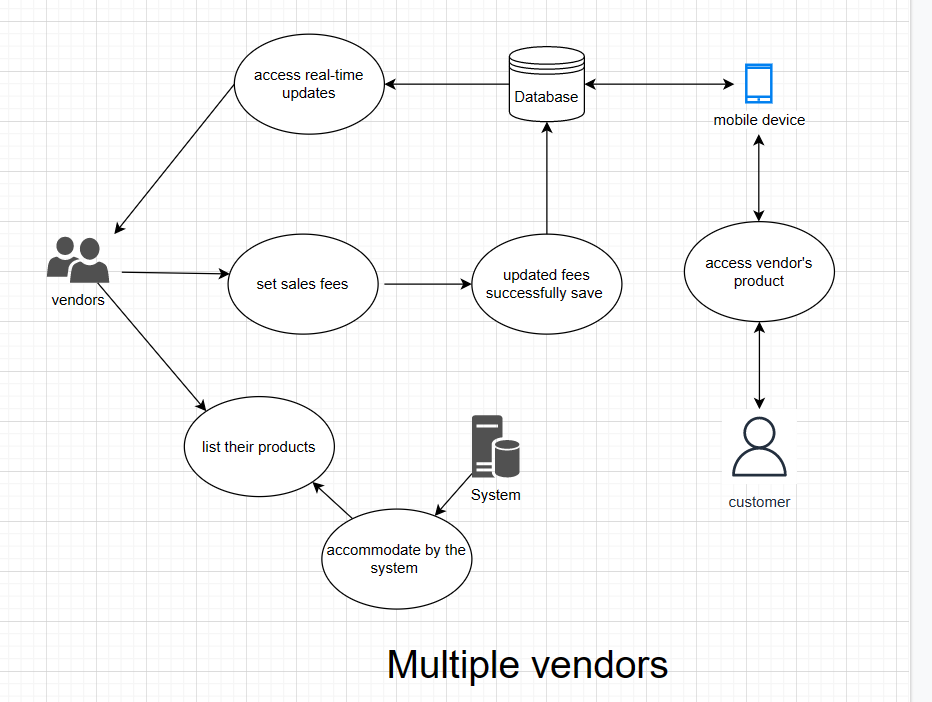 access real-time
updates
Database
mobile device
vendors
set sales fees
updated fees
successfully save
access vendor's
product
list their products
System
customer
accommodate by the
system
Multiple vendors